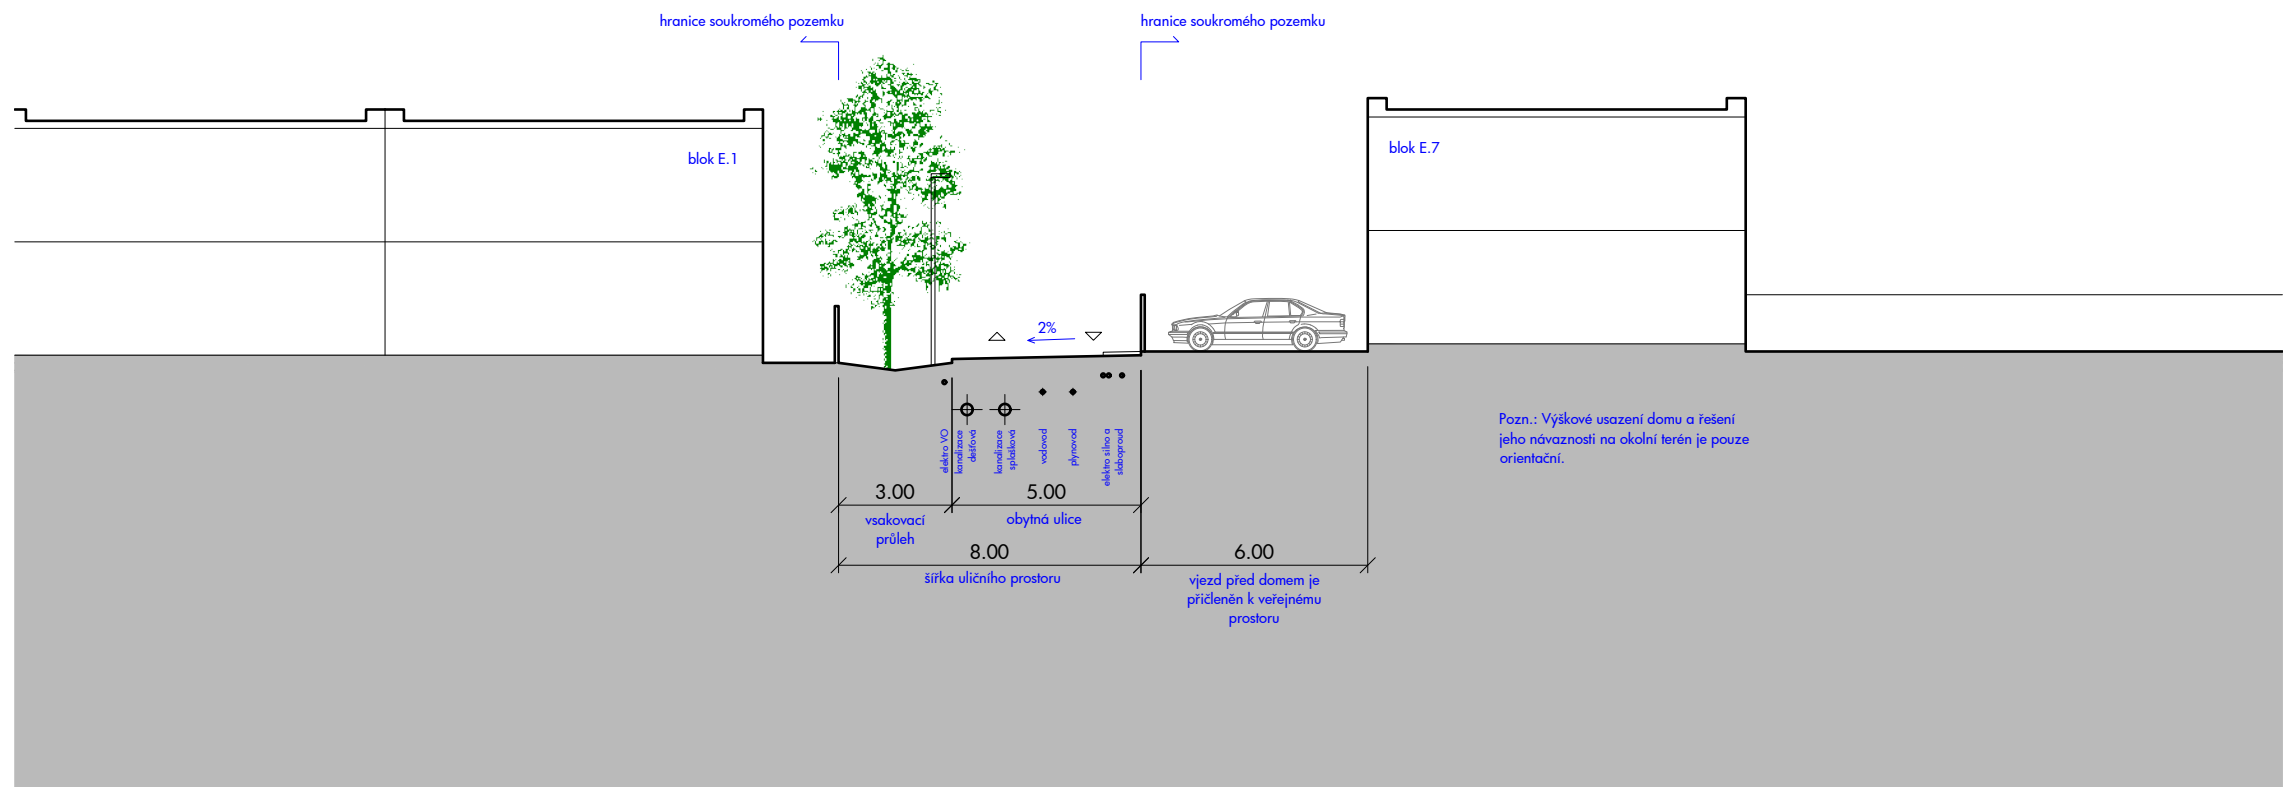 hranice soukromého pozemku
hranice soukromého pozemku
blok E.1
blok E.7
2%
Pozn.: Výškové usazení domu a řešení
jeho návaznosti na okolní terén je pouze
orientační.
elektro VO
kanalizace
dešťová
kanalizace
splašková
vodovod
plynovod
elektro silno a
slaboproud
3.00
5.00
vsakovací
průleh
obytná ulice
8.00
6.00
šířka uličního prostoru
vjezd před domem je
přičleněn k veřejnému
prostoru